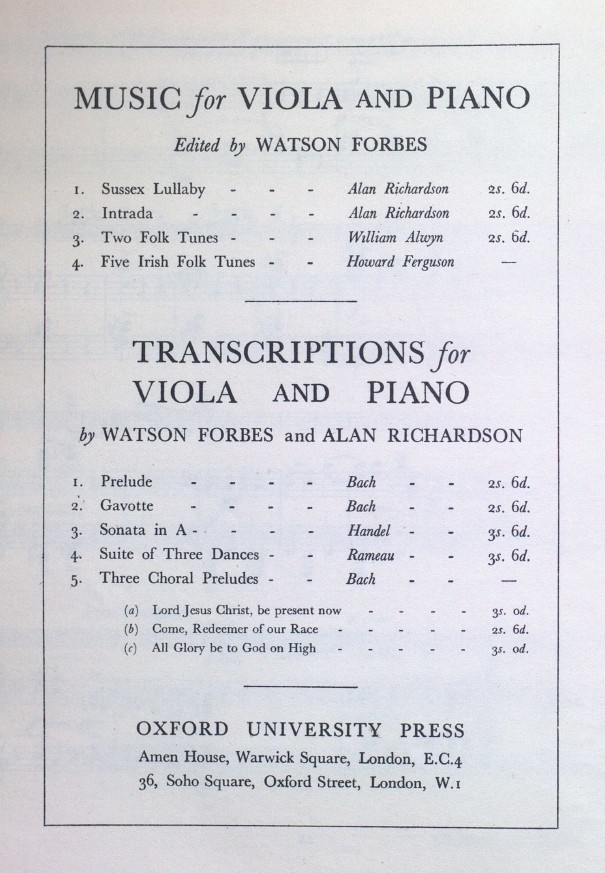 MUSIC for VIOLA AND PIANO
Edited by WATSON FORBES
1. Sussex Lullaby - - - Alan Richardson 2s. 6d.
2. Intrada - - - - Alan Richardson 2s. 6d.
3. Two Folk Tunes - - - William Alwyn 2s. 6d.
4. Five Irish Folk Tunes - - Howard Ferguson —
TRANSCRIPTIONS for
VIOLA AND PIANO
by WATSON FORBES and ALAN RICHARDSON
1. Prelude - - - - Bach - - 2s. 6d.
2. Gavotte - - - - Bach - - 2s. 6d.
3. Sonata in A - - - Handel - - 3s. 6d.
4. Suite of Three Dances - - Rameau - - 3s. 6d.
5. Three Choral Preludes - - Bach - - —
(a) Lord Jesus Christ, be present now - - - - 3s. 0d.
(b) Come, Redeemer of our Race - - - - 2s. 6d.
(c) All Glory be to God on High - - - - - 3s. 0d.
OXFORD UNIVERSITY PRESS
Amen House, Warwick Square, London, E.C.4
36, Soho Square, Oxford Street, London, W.1